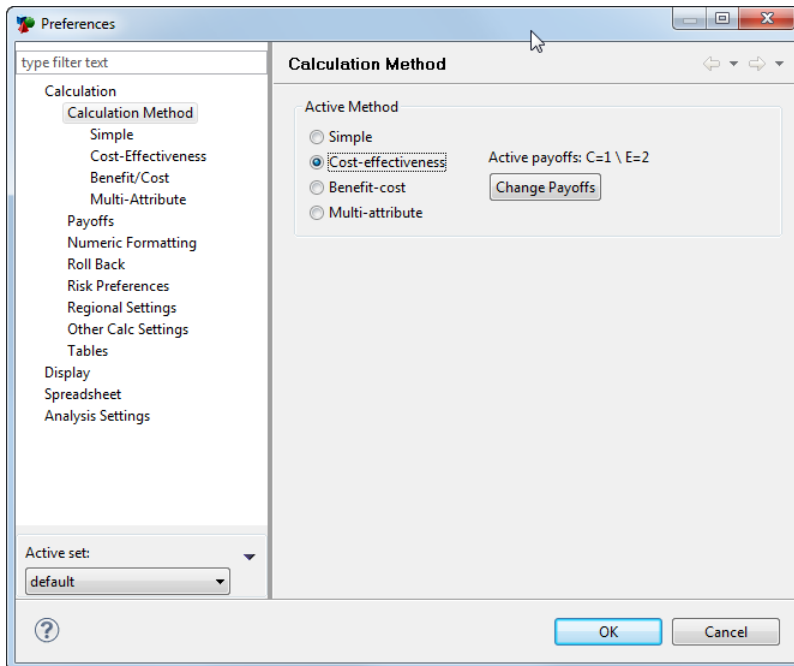 Preferences
type filter text
Calculation
Calculation Method
Simple
Cost-Effectiveness
Benefit/Cost
Multi-Attribute
Payoffs
Numeric Formatting
Roll Back
Risk Preferences
Regional Settings
Other Calc Settings
Tables
Display
Spreadsheet
Analysis Settings
Active set:
default
Calculation Method
Active Method
Simple
Cost-effectiveness
Active payoffs: C=1 \ E=2
Benefit-cost
Change Payoffs
Multi-attribute
?
OK
Cancel